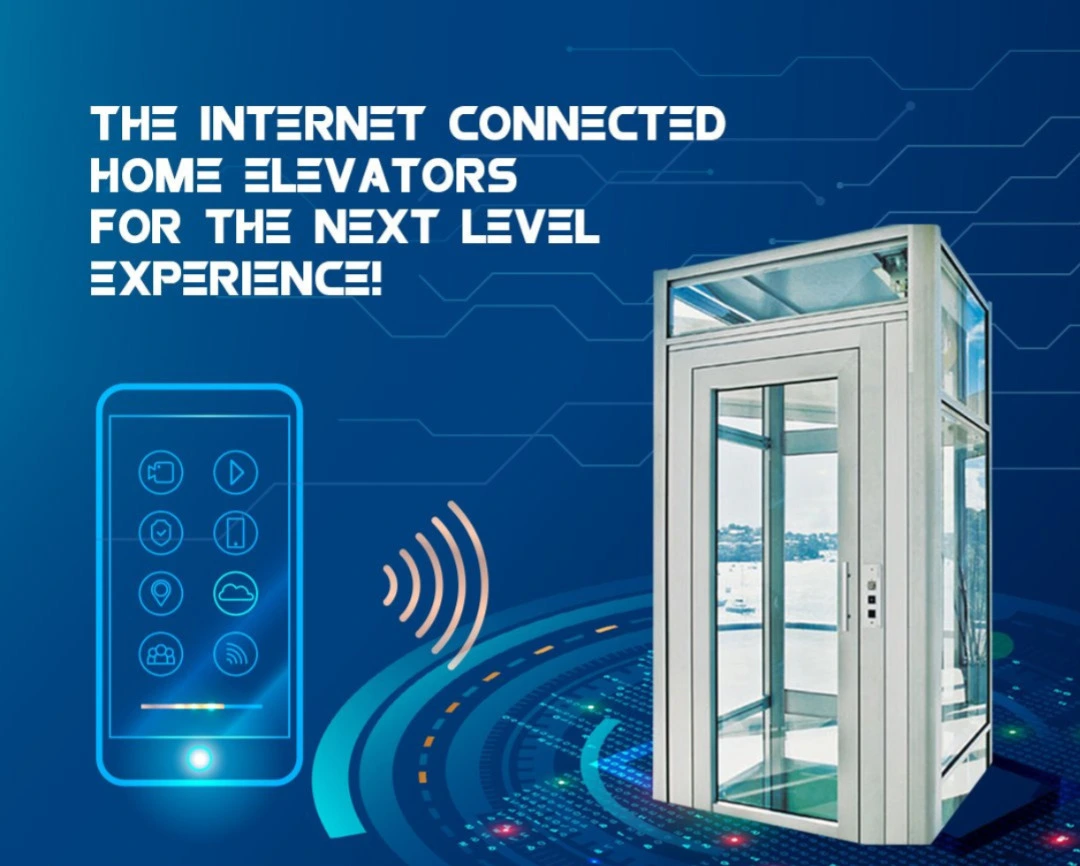 THE INTERNET CONNECTED
HOME ELEVATORS
FOR THE NEXT LEVEL
EXPERIENCE!